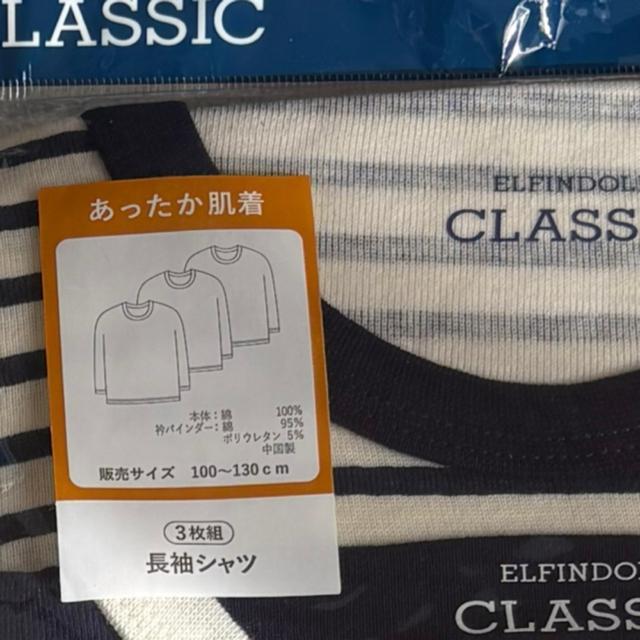 LASSIC
ELFINDOL
CLASS
あったか肌着
本体:綿 100%
衿バインダー:綿 95%
ポリウレタン 5%
中国製
販売サイズ 100～130cm
3枚組
長袖シャツ
ELFINDO
CLASS